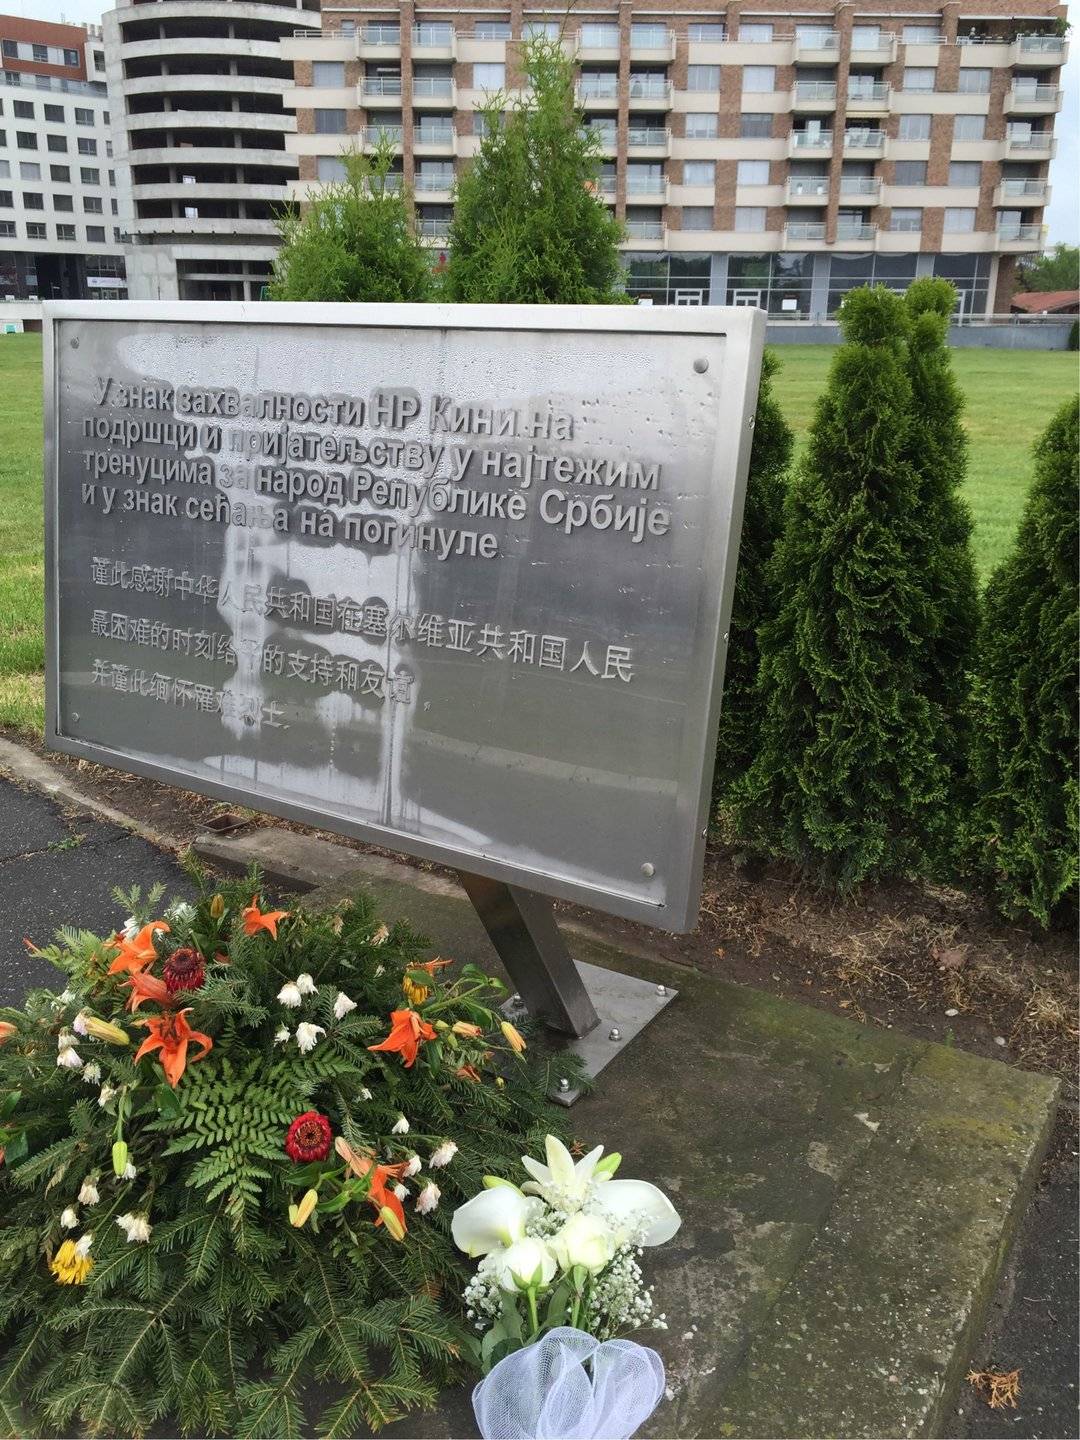 У знак захвалности НР Кини на
подршци и пријатељству у најтежим
тренуцима за народ Републике Србије
и у знак сећања на погинуле
谨此感谢中华人民共和国在塞尔维亚共和国人民
最困难的时刻给予的支持和友谊
并谨此缅怀罹难烈士